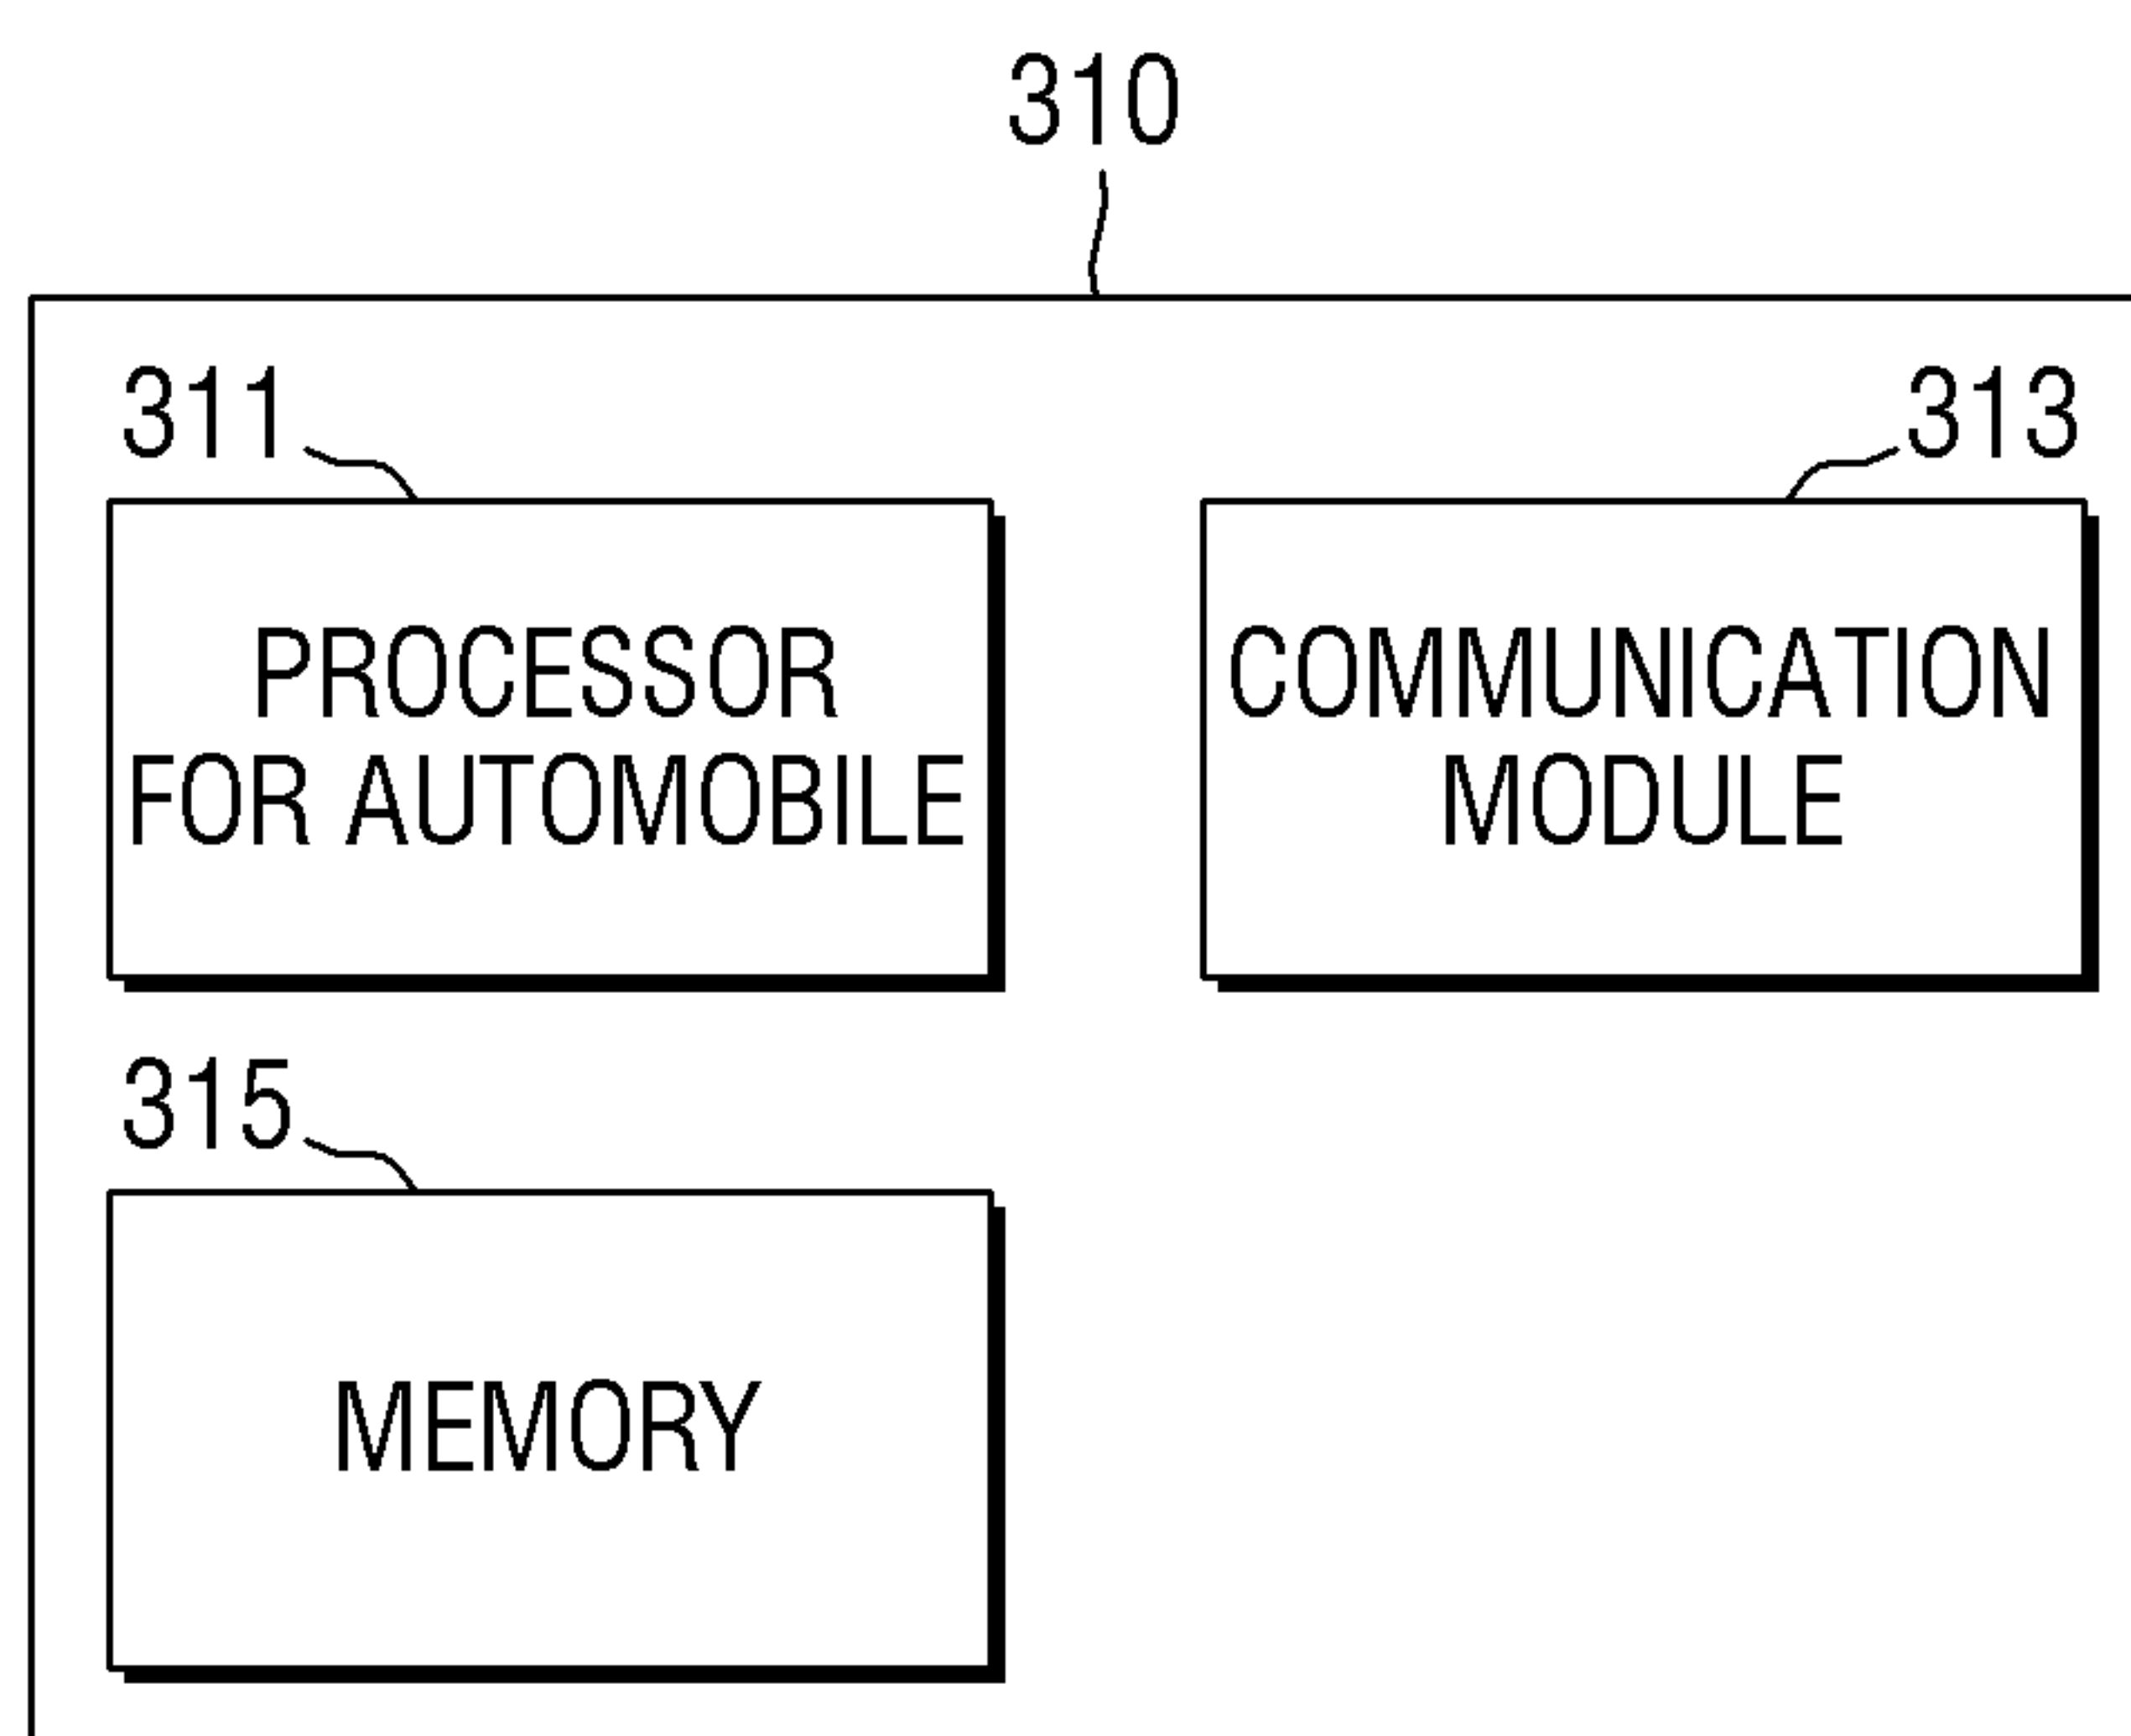 310
311
313
PROCESSOR
FOR AUTOMOBILE
COMMUNICATION
MODULE
315
MEMORY